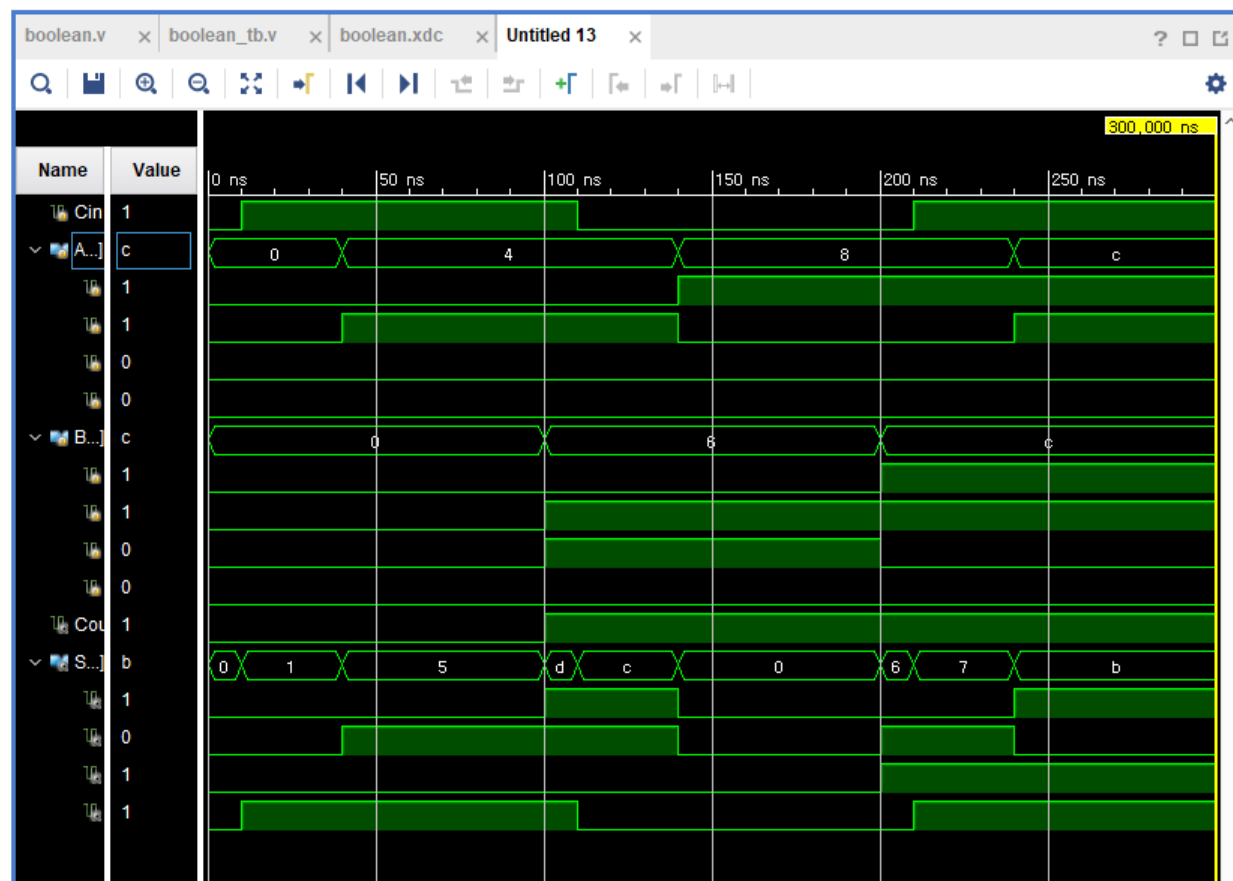 boolean.v × boolean_tb.v × boolean.xdc × Untitled 13 ×
?
300,000 ns
Name Value
0 ns 50 ns 100 ns 150 ns 200 ns 250 ns
Cin 1
A...] c 0 4 8 c
1
1
0
0
B...] c 0 6 c
1
1
0
0
Cou 1
S...] b 0 1 5 d c 0 6 7 b
1
0
1
1